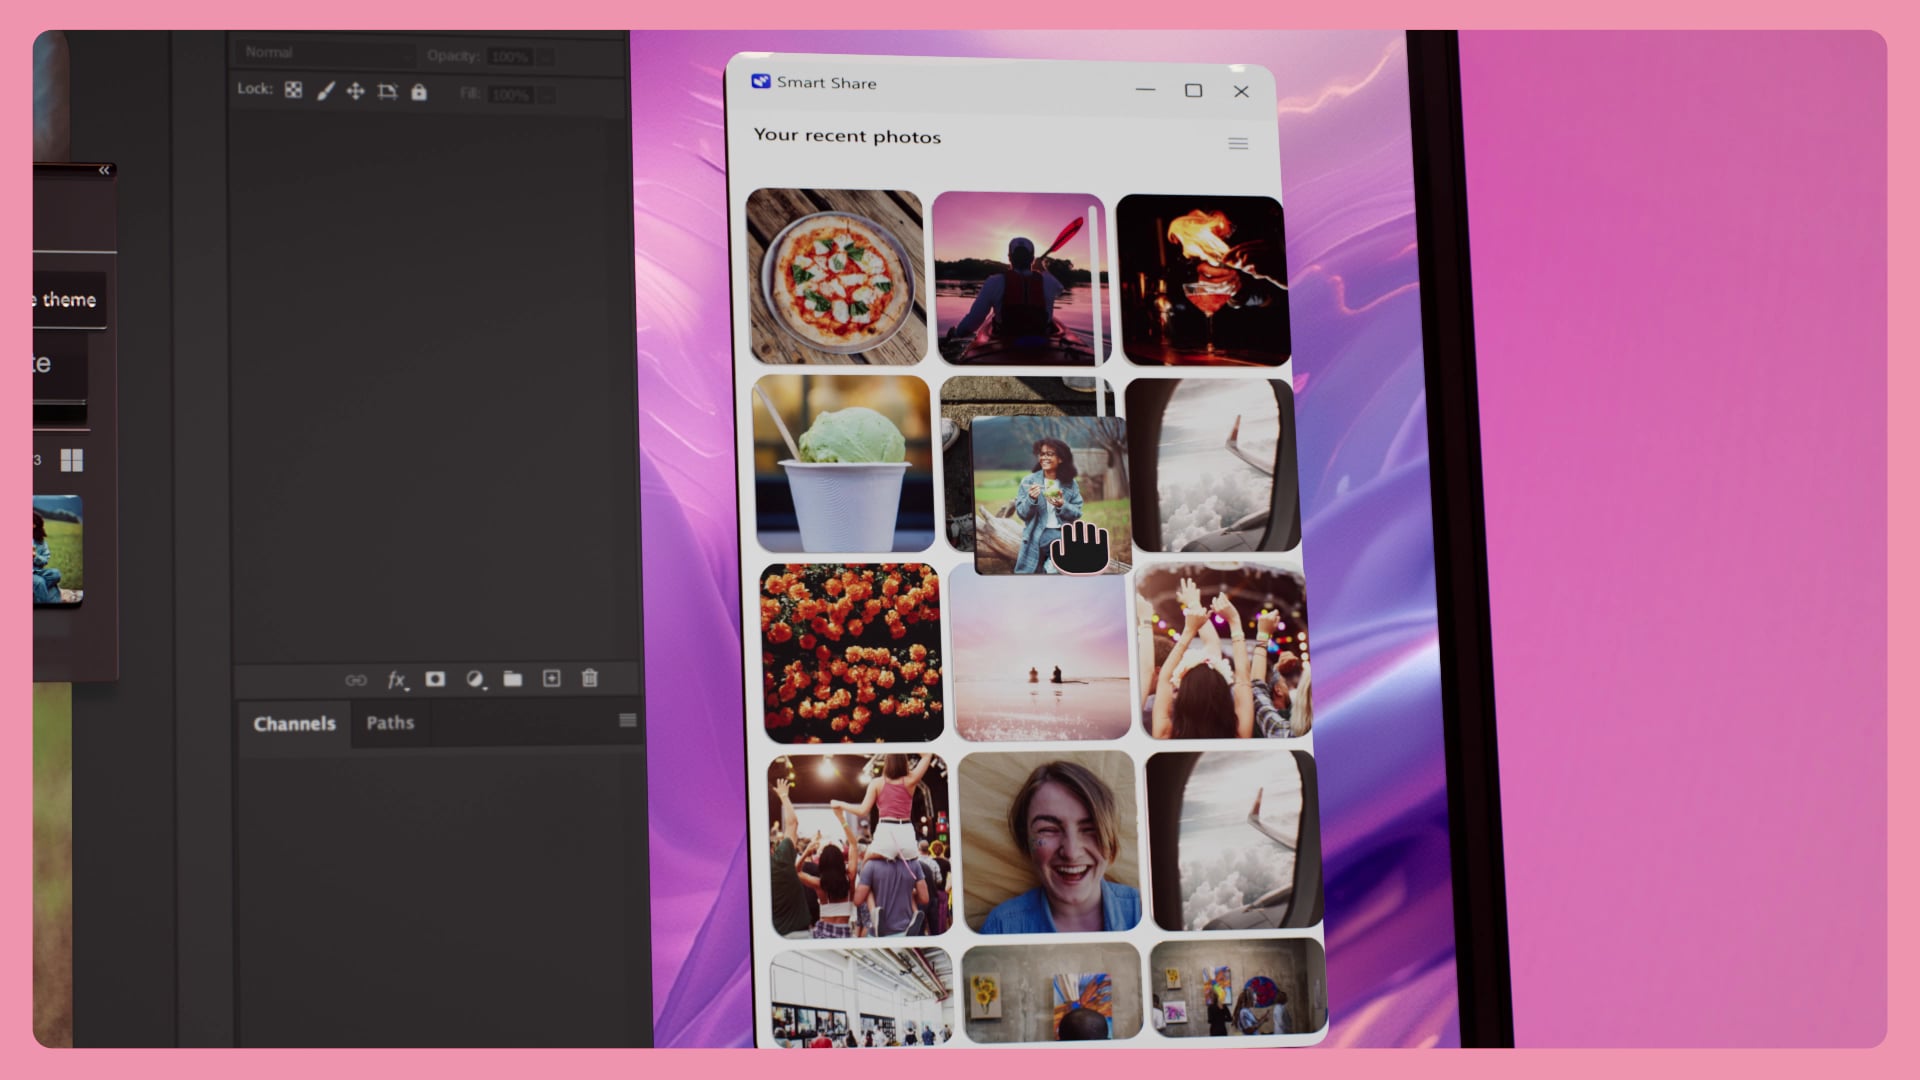 Normal
Opacity: 100%
Lock:
Fill: 100%
e theme
te
3
Channels
Paths
Smart Share
Your recent photos